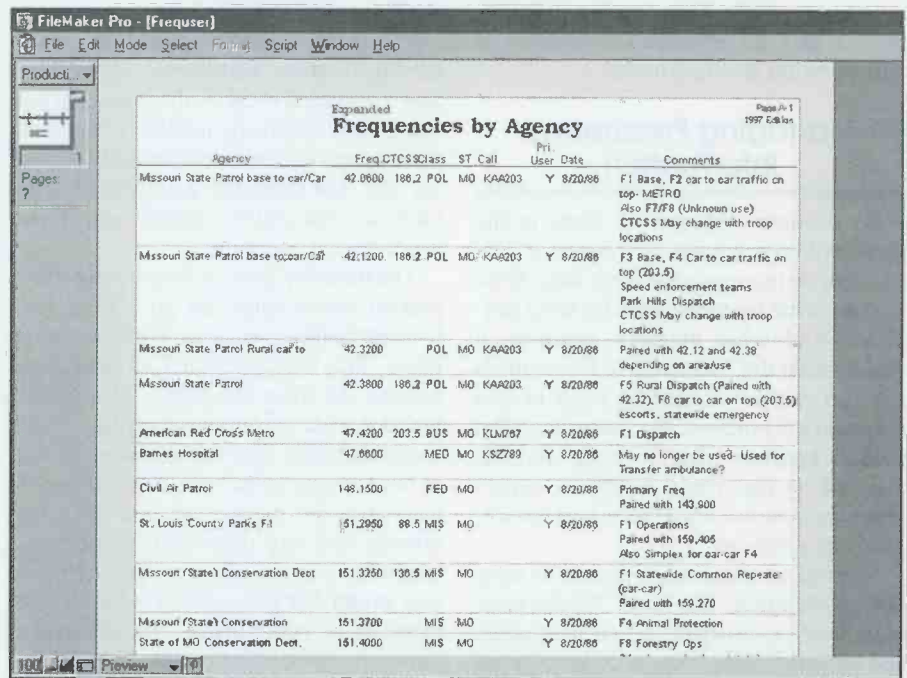 FileMaker Pro - [Frequser]
File Edit Mode Select Format Script Window Help
Producti...
Pages:
?
Page A-1
1997 Edition
Expanded
Frequencies by Agency
Agency Freq. CTCSS Class ST Call Pri. User Date Comments
Missouri State Patrol base to car/Car 42.0600 186.2 POL MO KAA203 Y 8/20/86 F1 Base, F2 car to car traffic on
top- METRO
Also F7/F8 (Unknown use)
CTCSS May change with troop
locations
Missouri State Patrol base to car/Car 42.1200 186.2 POL MO KAA203 Y 8/20/86 F3 Base, F4 Car to car traffic on
top (203.5)
Speed enforcement teams
Park Hills Dispatch
CTCSS May change with troop
locations
Missouri State Patrol Rural car to 42.3200 POL MO KAA203 Y 8/20/86 Paired with 42.12 and 42.38
depending on area/use
Missouri State Patrol 42.3800 186.2 POL MO KAA203 Y 8/20/86 F5 Rural Dispatch (Paired with
42.32), F6 car to car on top (203.5)
escorts, statewide emergency
American Red Cross Metro 47.4200 203.5 BUS MO KLM767 Y 8/20/86 F1 Dispatch
Barnes Hospital 47.6600 MED MO KSZ789 Y 8/20/86 May no longer be used- Used for
Transfer ambulance?
Civil Air Patrol 148.1500 FED MO Y 8/20/86 Primary Freq
Paired with 143.900
St. Louis County Parks F1 151.2950 88.5 MIS MO Y 8/20/86 F1 Operations
Paired with 159.405
Also Simplex for car-car F4
Missouri (State) Conservation Dept 151.3250 136.5 MIS MO Y 8/20/86 F1 Statewide Common Repeater
(car-car)
Paired with 159.270
Missouri (State) Conservation 151.3700 MIS MO Y 8/20/86 F4 Animal Protection
State of MO Conservation Dept. 151.4000 MIS MO Y 8/20/86 F8 Forestry Ops
100 Preview